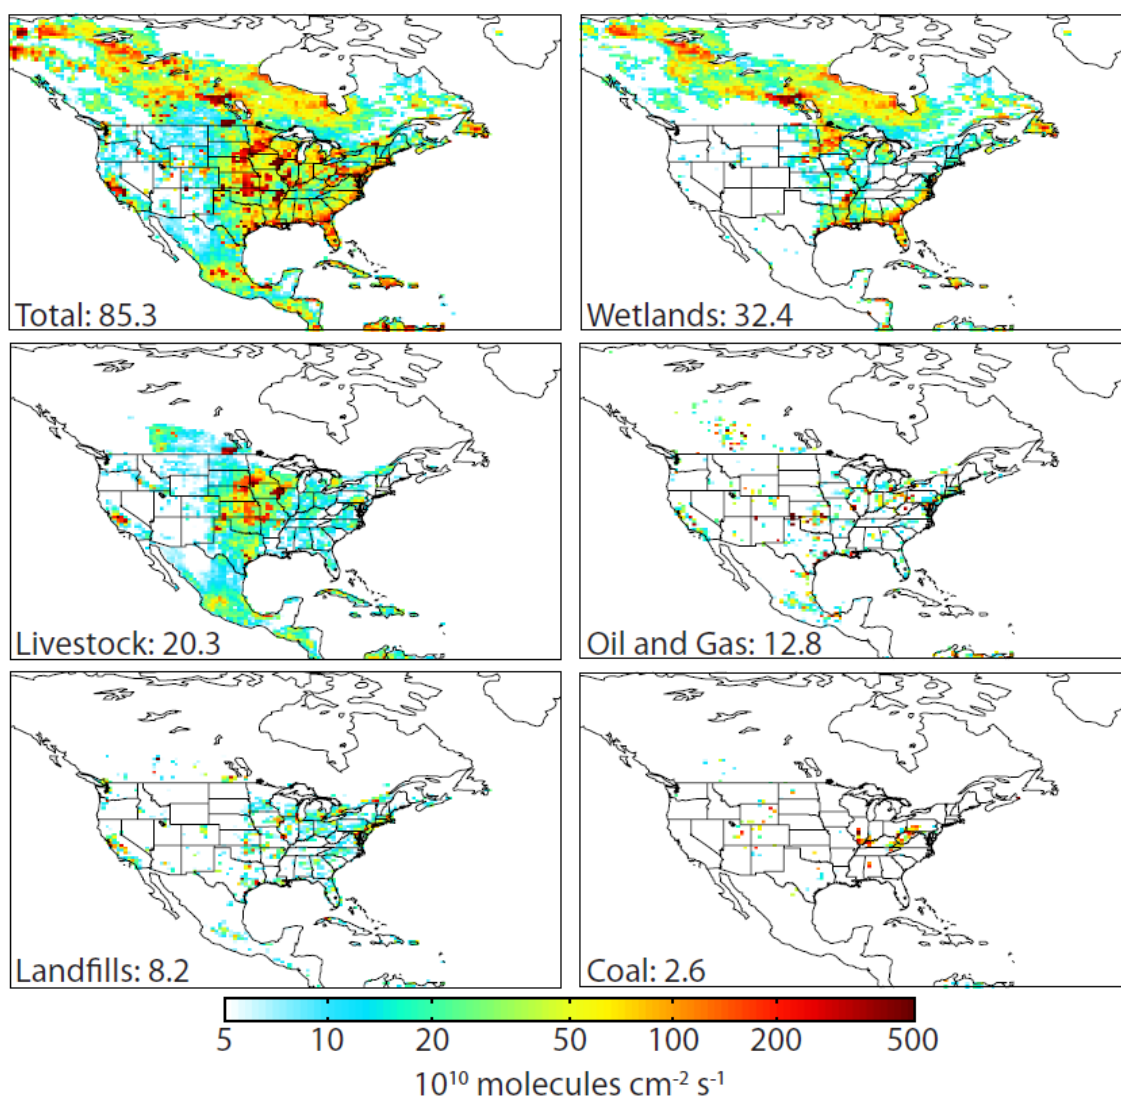 Total: 85.3
Wetlands: 32.4
Livestock: 20.3
Oil and Gas: 12.8
Landfills: 8.2
Coal: 2.6
5 10 20 50 100 200 500
10¹⁰ molecules cm⁻² s⁻¹